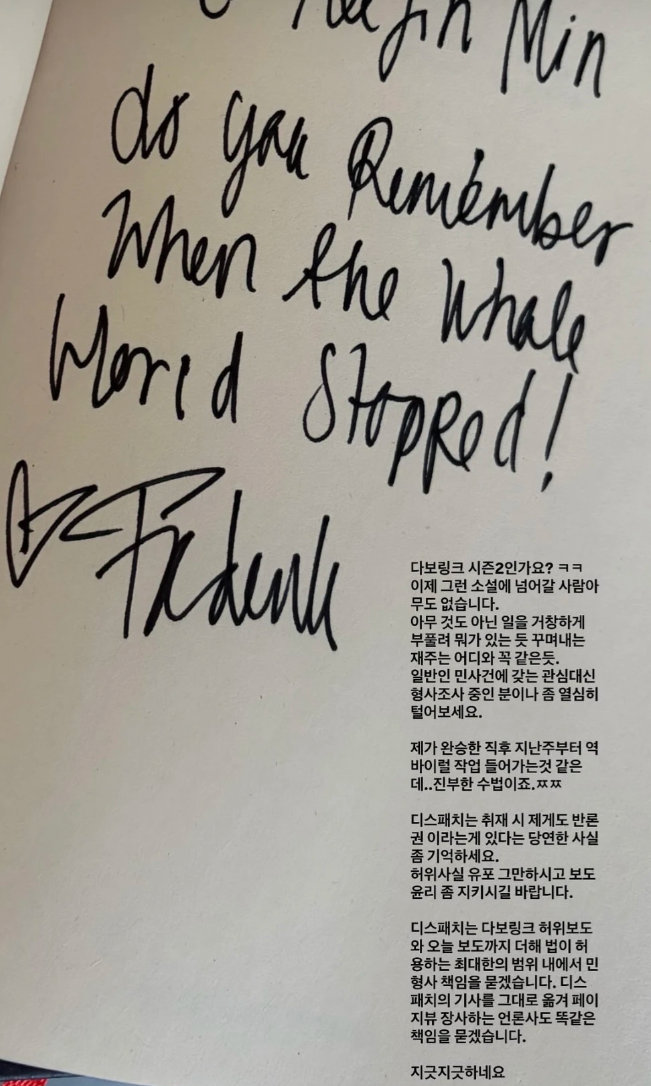 Heejin Min
do you Remember
When the Whole
World Stopped!
다보링크 시즌2인가요? ㅋㅋ
이제 그런 소설에 넘어갈 사람아
무도 없습니다.
아무 것도 아닌 일을 거창하게
부풀려 뭐가 있는 듯 꾸며내는
재주는 어디와 꼭 같은듯.
일반인 민사건에 갖는 관심대신
형사조사 중인 분이나 좀 열심히
털어보세요.
제가 완승한 직후 지난주부터 역
바이럴 작업 들어가는것 같은
데..진부한 수법이죠.ㅉㅉ
디스패치는 취재 시 제게도 반론
권 이라는게 있다는 당연한 사실
좀 기억하세요.
허위사실 유포 그만하시고 보도
윤리 좀 지키시길 바랍니다.
디스패치는 다보링크 허위보도
와 오늘 보도까지 더해 법이 허
용하는 최대한의 범위 내에서 민
형사 책임을 묻겠습니다. 디스
패치의 기사를 그대로 옮겨 페이
지뷰 장사하는 언론사도 똑같은
책임을 묻겠습니다.
지긋지긋하네요